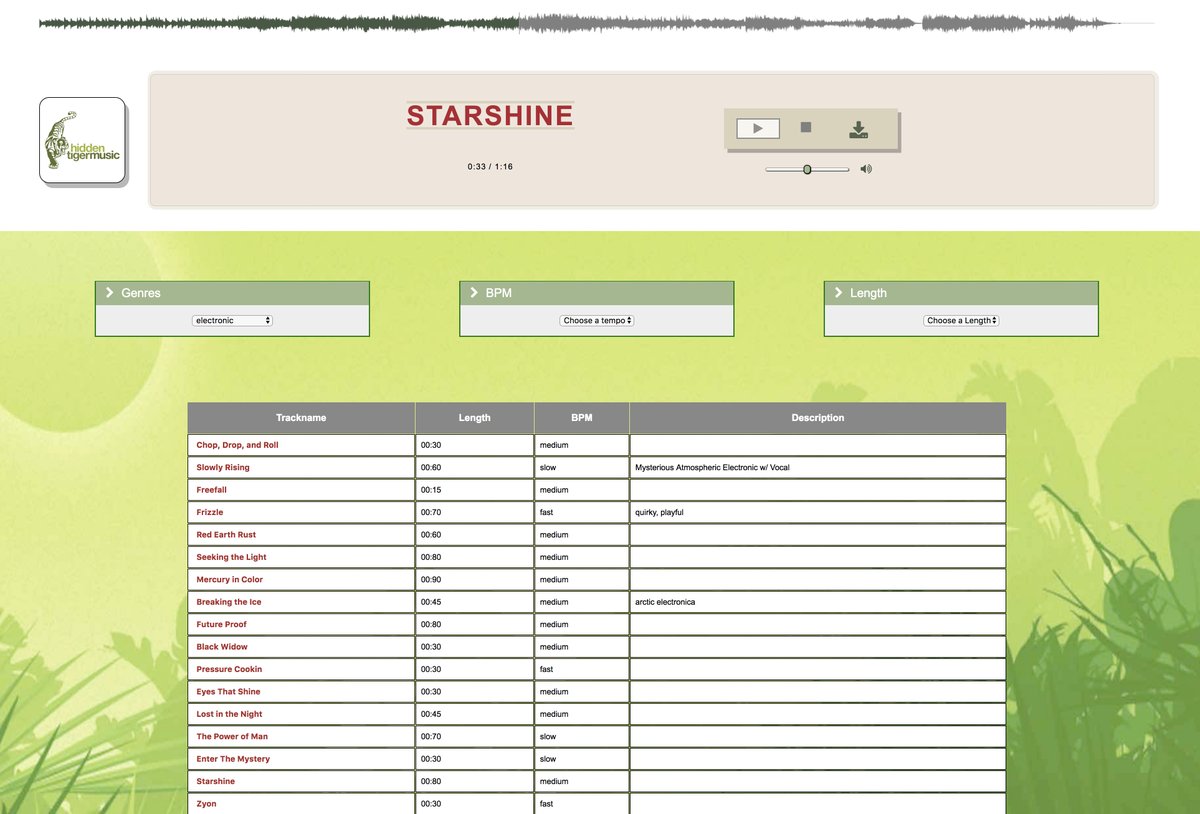 STARSHINE
hidden
tigermusic
0:33 / 1:16
Genres BPM Length
electronic Choose a tempo Choose a Length
Trackname Length BPM Description
Chop, Drop, and Roll 00:30 medium
Slowly Rising 00:60 slow Mysterious Atmospheric Electronic w/ Vocal
Freefall 00:15 medium
Frizzle 00:70 fast quirky, playful
Red Earth Rust 00:60 medium
Seeking the Light 00:80 medium
Mercury in Color 00:90 medium
Breaking the Ice 00:45 medium arctic electronica
Future Proof 00:80 medium
Black Widow 00:30 medium
Pressure Cookin 00:30 fast
Eyes That Shine 00:30 medium
Lost in the Night 00:45 medium
The Power of Man 00:70 slow
Enter The Mystery 00:30 slow
Starshine 00:80 medium
Zyon 00:30 fast